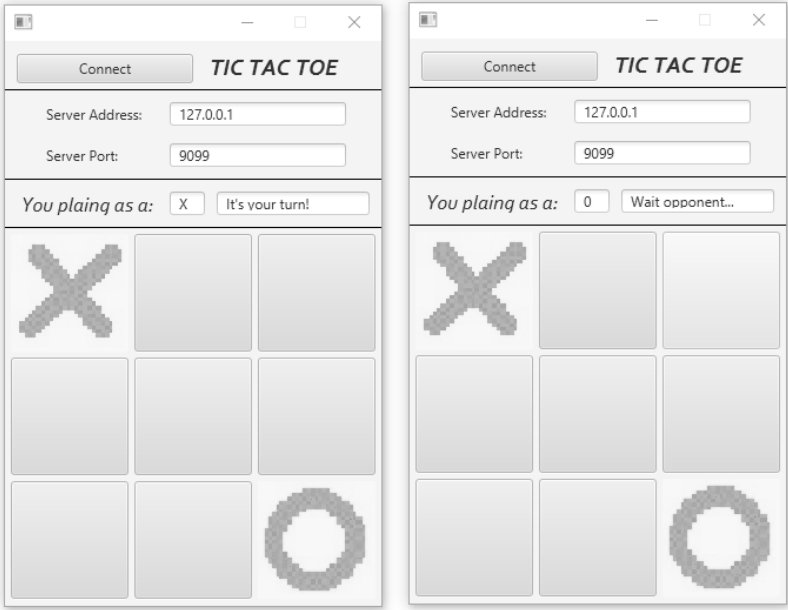 Connect TIC TAC TOE
Server Address: 127.0.0.1
Server Port: 9099
You plaing as a: X It's your turn!
Connect TIC TAC TOE
Server Address: 127.0.0.1
Server Port: 9099
You plaing as a: 0 Wait opponent...